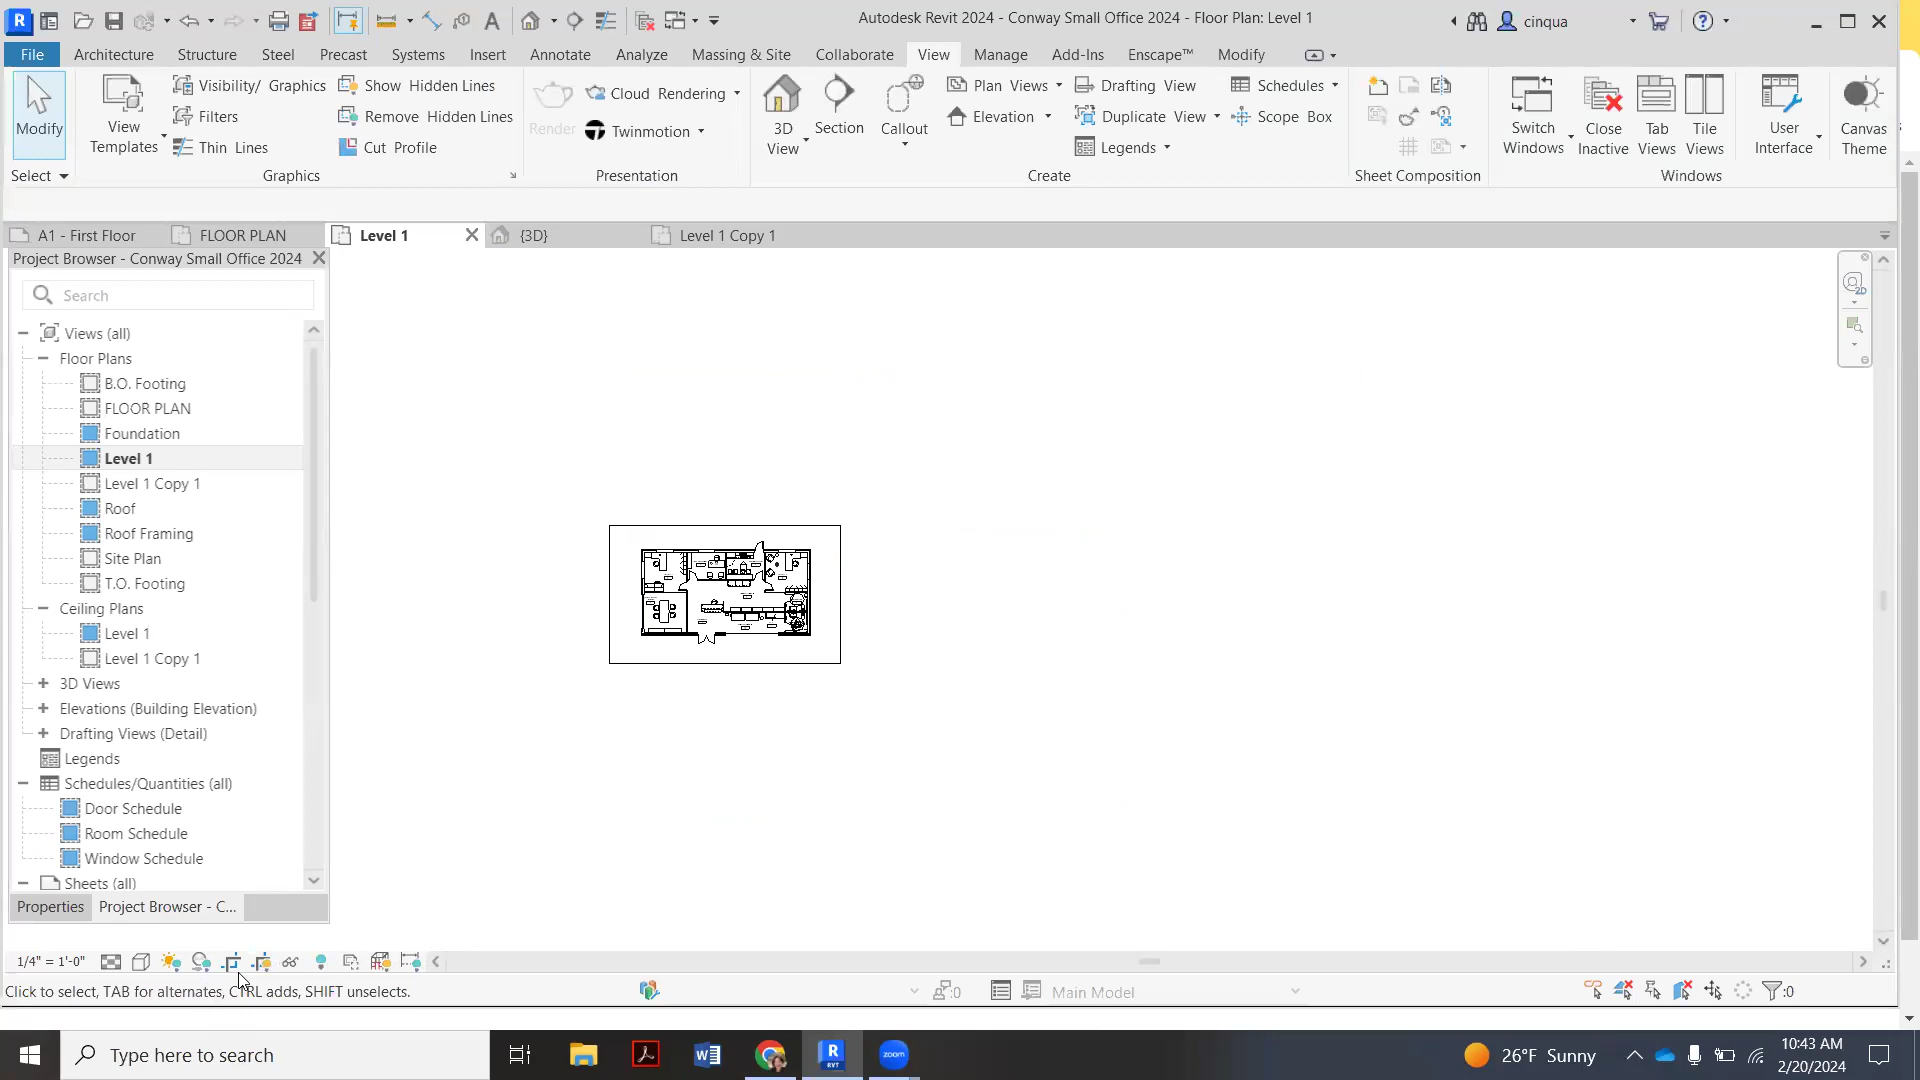 Autodesk Revit 2024 - Conway Small Office 2024 - Floor Plan: Level 1
cinqua
File Architecture Structure Steel Precast Systems Insert Annotate Analyze Massing & Site Collaborate View Manage Add-Ins Enscape™ Modify
Modify
View Templates
Visibility/ Graphics
Filters
Thin Lines
Show Hidden Lines
Remove Hidden Lines
Cut Profile
Render
Cloud Rendering
Twinmotion
3D View
Section
Callout
Plan Views
Elevation
Drafting View
Duplicate View
Legends
Schedules
Scope Box
Switch Windows
Close Inactive
Tab Views
Tile Views
User Interface
Canvas Theme
Select Graphics Presentation Create Sheet Composition Windows
A1 - First Floor FLOOR PLAN Level 1 {3D} Level 1 Copy 1
Project Browser - Conway Small Office 2024
Search
Views (all)
Floor Plans
B.O. Footing
FLOOR PLAN
Foundation
Level 1
Level 1 Copy 1
Roof
Roof Framing
Site Plan
T.O. Footing
Ceiling Plans
Level 1
Level 1 Copy 1
3D Views
Elevations (Building Elevation)
Drafting Views (Detail)
Legends
Schedules/Quantities (all)
Door Schedule
Room Schedule
Window Schedule
Sheets (all)
Properties Project Browser - C...
2D
1/4" = 1'-0"
Click to select, TAB for alternates, CTRL adds, SHIFT unselects.
:0
Main Model
:0
Type here to search
R
RVT
zoom
26°F Sunny
10:43 AM
2/20/2024